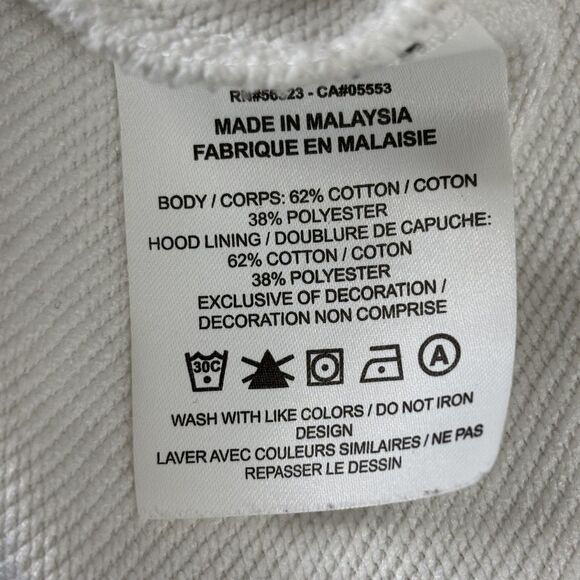 CA#05553
MADE IN MALAYSIA
FABRIQUE EN MALAISIE
BODY / CORPS: 62% COTTON / COTON
38% POLYESTER
HOOD LINING / DOUBLURE DE CAPUCHE:
62% COTTON / COTON
38% POLYESTER
EXCLUSIVE OF DECORATION /
DECORATION NON COMPRISE
30C A
WASH WITH LIKE COLORS / DO NOT IRON
DESIGN
LAVER AVEC COULEURS SIMILAIRES / NE PAS
REPASSER LE DESSIN